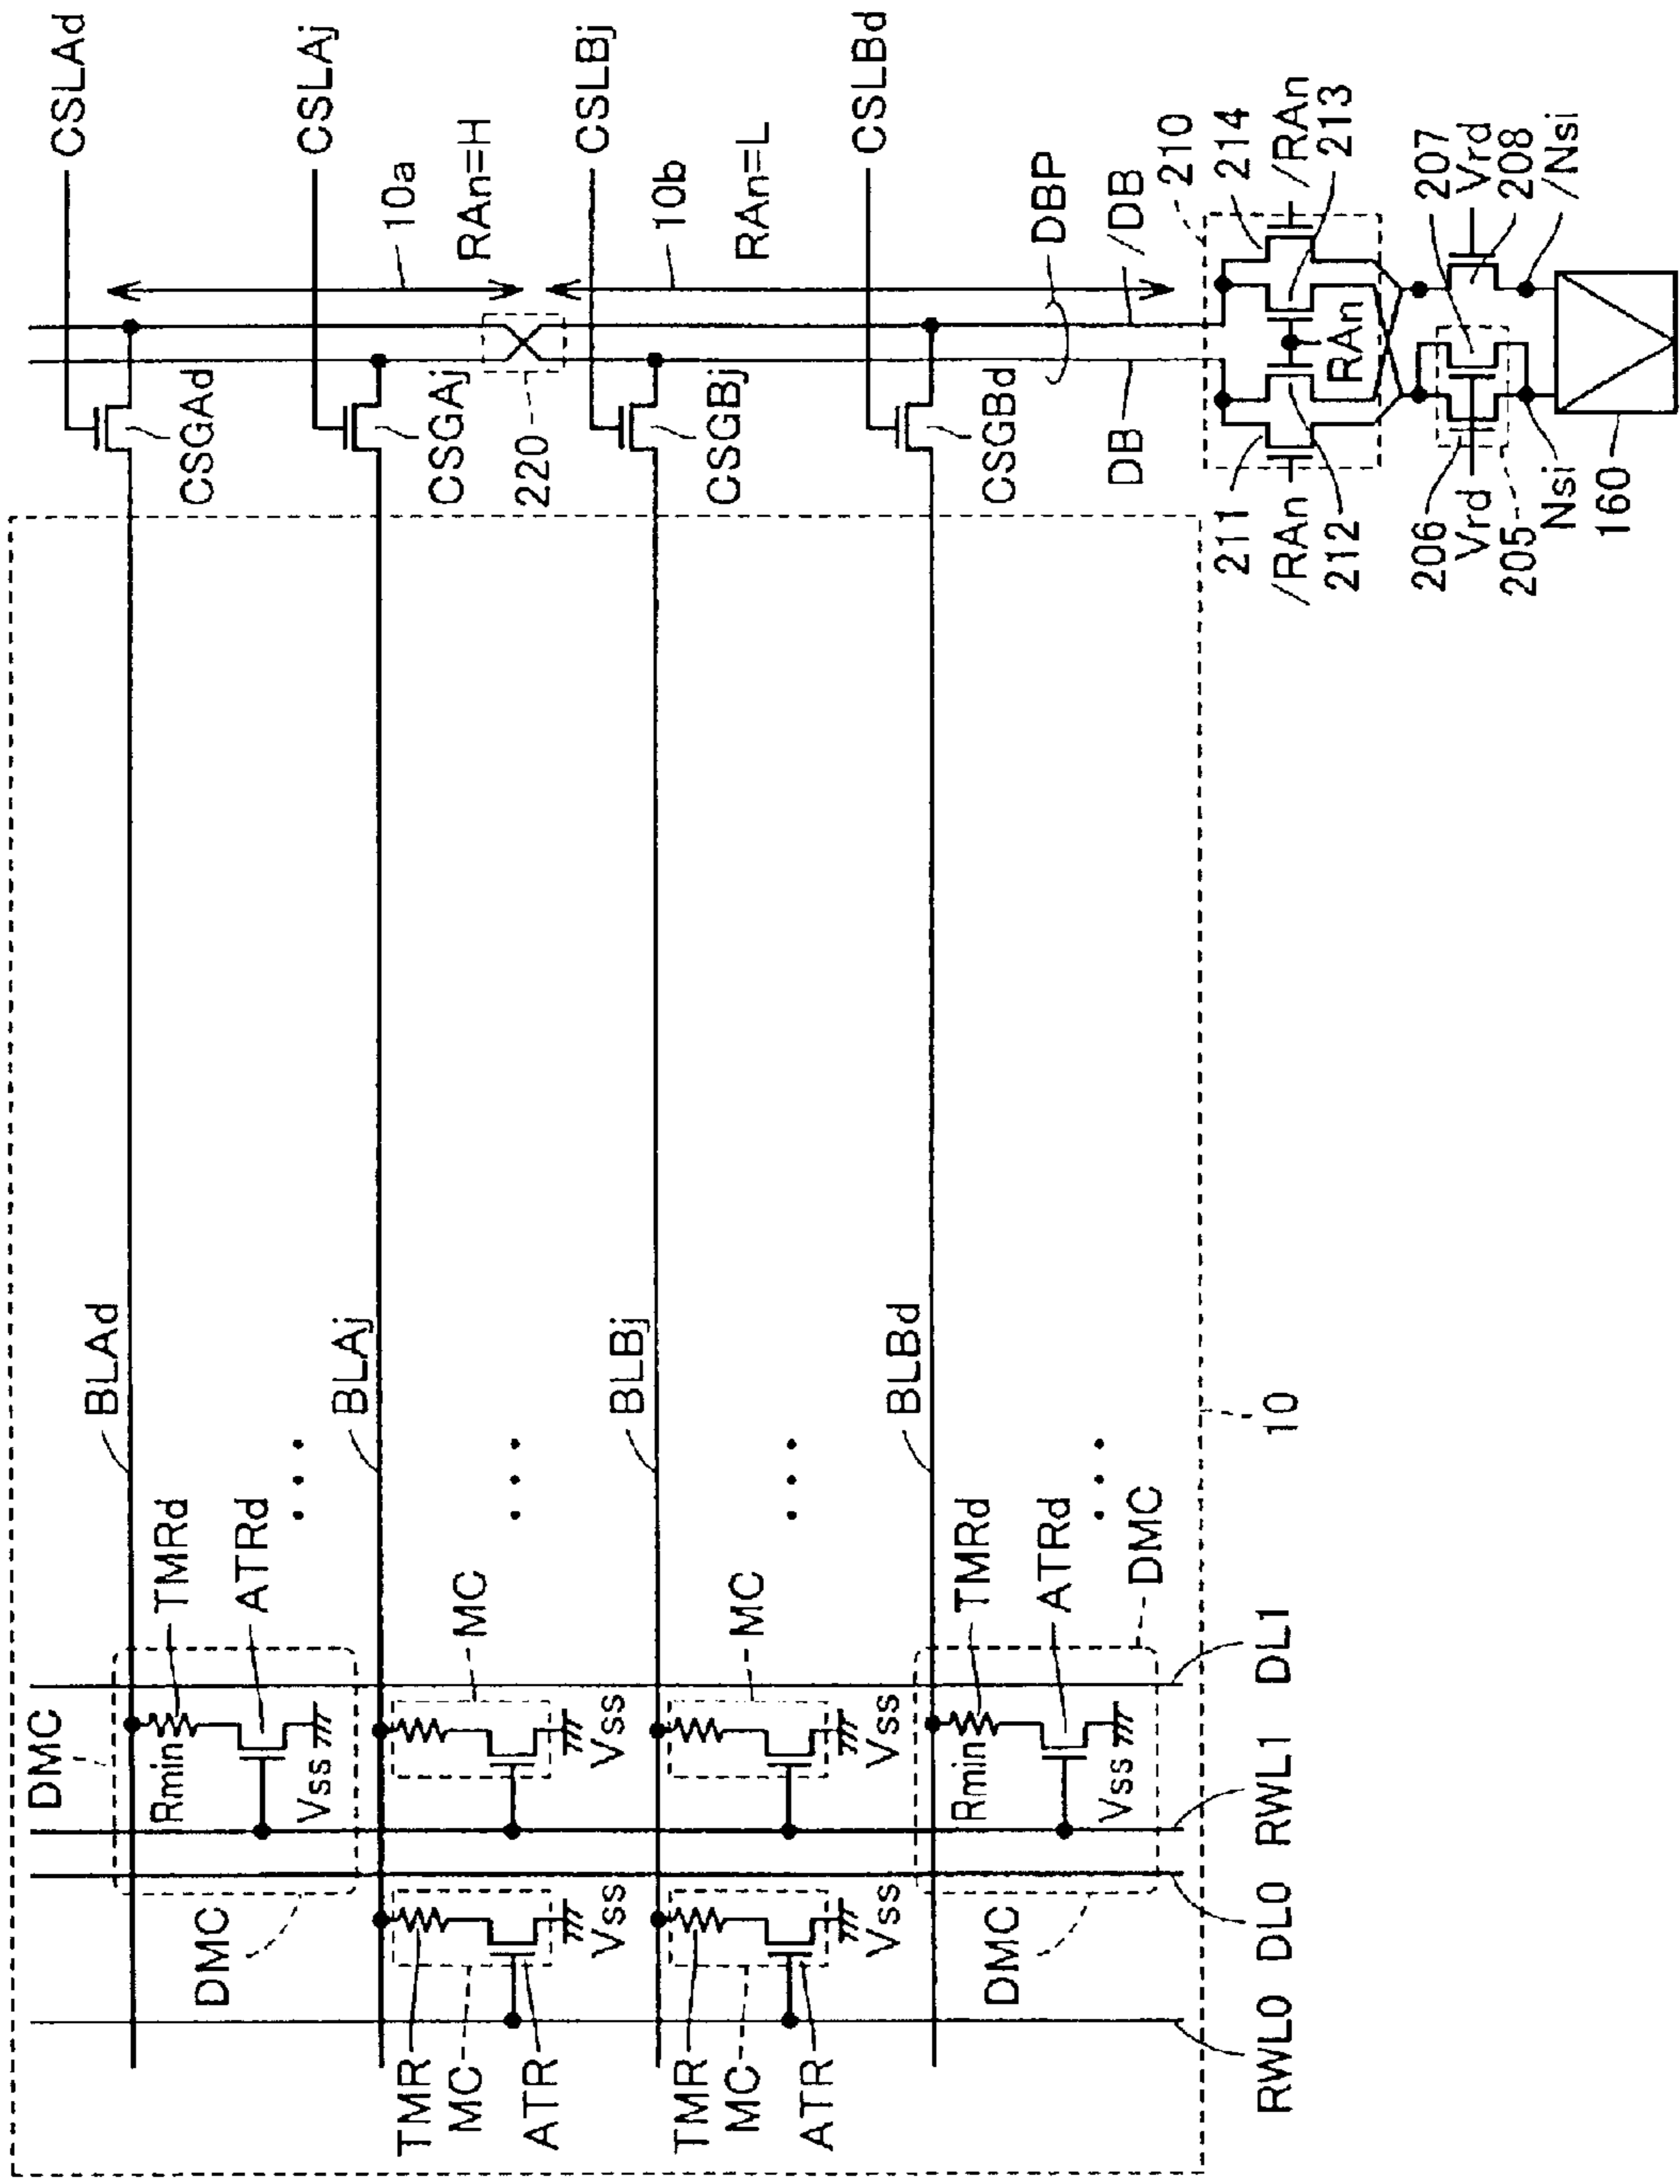 CSLAd
CSLAj
CSLBj
CSLBd
10a
RAn=H
10b
RAn=L
DBP
/DB
DB
CSGAd
CSGAj
220
CSGBj
CSGBd
210
214
/RAn
213
RAn
211
/RAn
212
207
Vrd
208
/Nsi
206
Vrd
205
Nsi
160
BLAd
BLAj
BLBj
BLBd
10
DMC
Rmin
TMRd
ATRd
Vss
DMC
MC
Vss
MC
Vss
TMR
MC
ATR
Vss
TMR
MC
ATR
Vss
Rmin
TMRd
ATRd
Vss
DMC
DMC
RWL0
DL0
RWL1
DL1